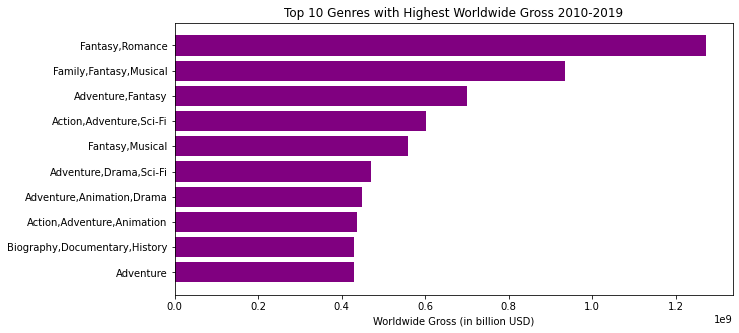 Top 10 Genres with Highest Worldwide Gross 2010-2019
Fantasy,Romance
Family,Fantasy,Musical
Adventure,Fantasy
Action,Adventure,Sci-Fi
Fantasy,Musical
Adventure,Drama,Sci-Fi
Adventure,Animation,Drama
Action,Adventure,Animation
Biography,Documentary,History
Adventure
0.0 0.2 0.4 0.6 0.8 1.0 1.2
1e9
Worldwide Gross (in billion USD)